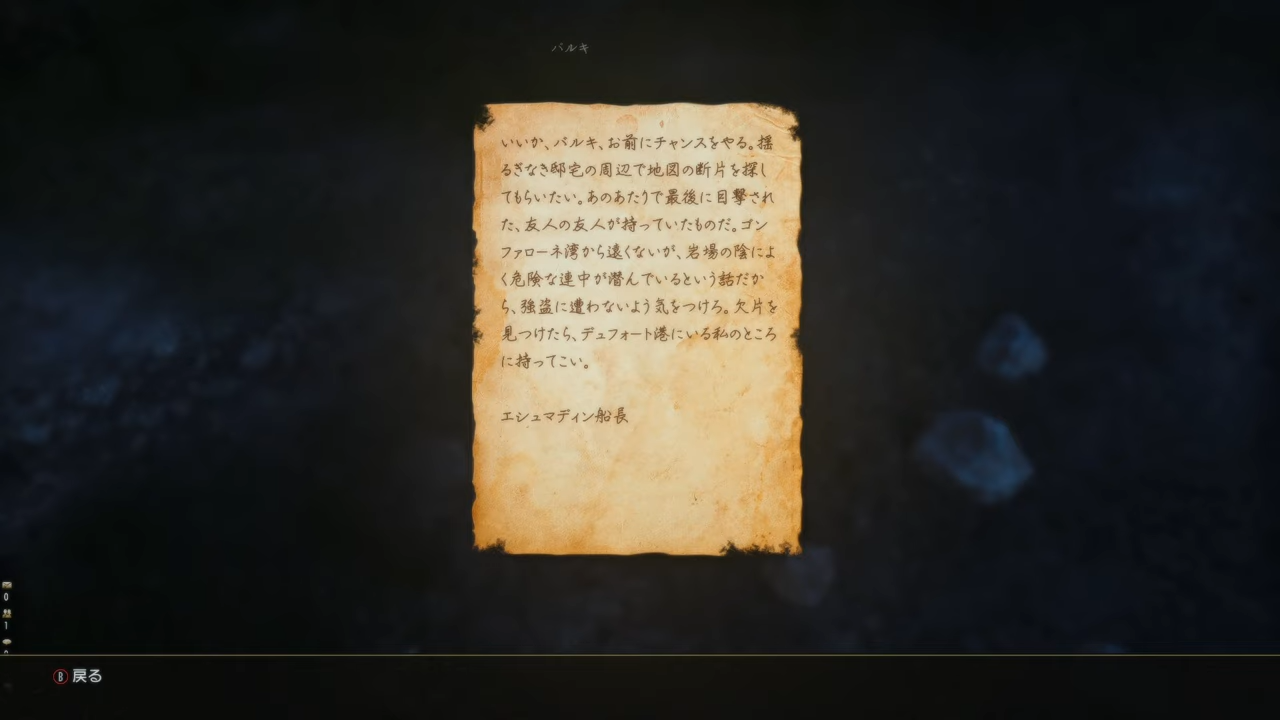 バルキ
いいか、バルキ、お前にチャンスをやる。揺
るぎなき邸宅の周辺で地図の断片を探し
てもらいたい。あのあたりで最後に目撃され
た、友人の友人が持っていたものだ。ゴン
ファローネ湾から遠くないが、岩場の陰によ
く危険な連中が潜んでいるという話だか
ら、強盗に遭わないよう気をつけろ。欠片を
見つけたら、デュフォート港にいる私のところ
に持ってこい。
エシュマディン船長
0
1
B 戻る